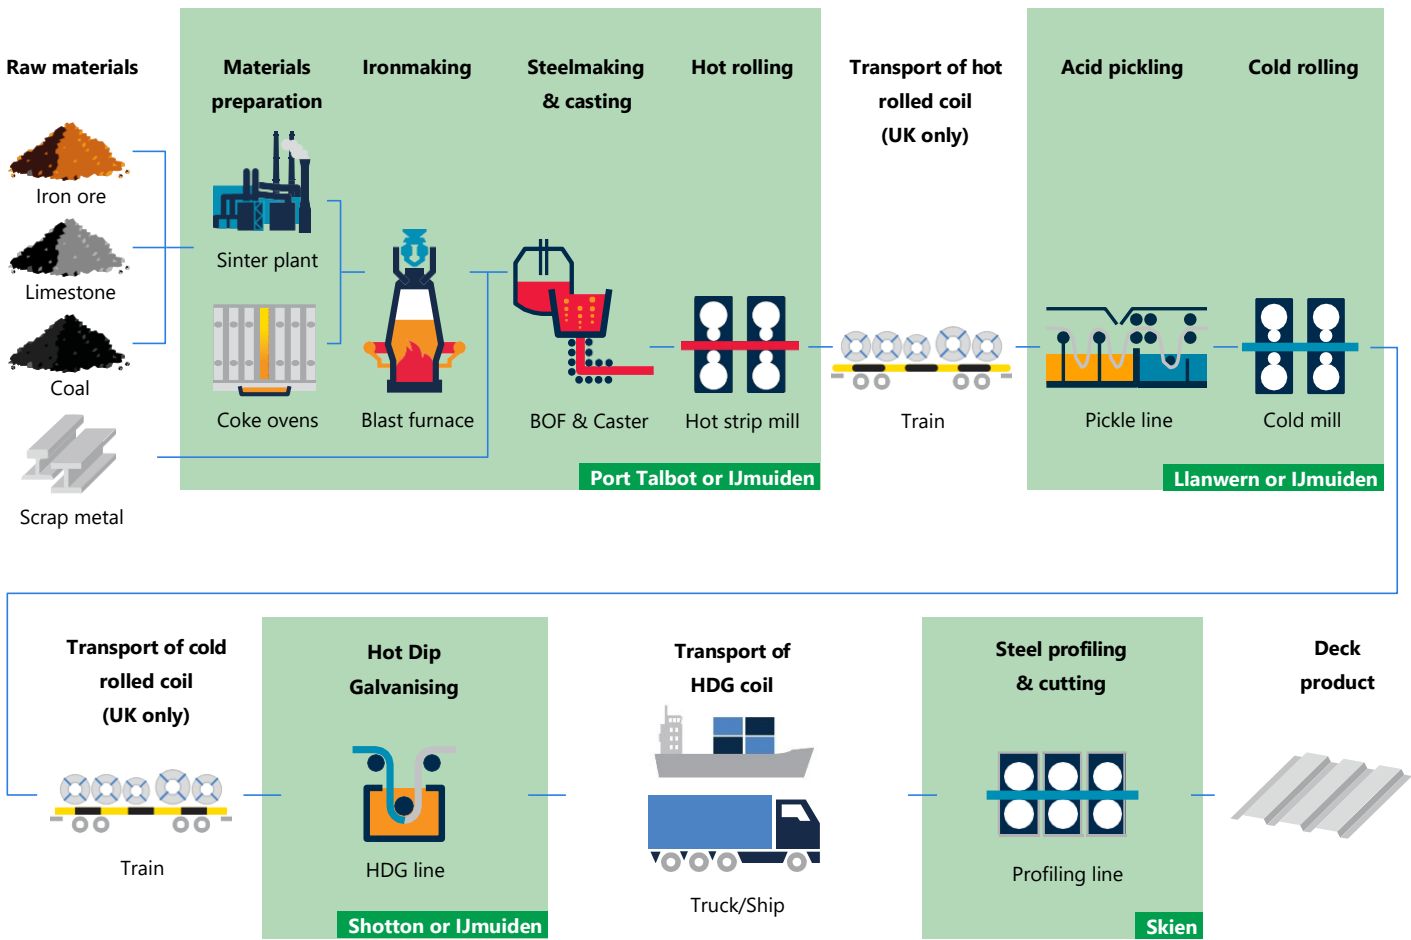 Raw materials
Iron ore
Limestone
Coal
Scrap metal
Materials
preparation
Sinter plant
Coke ovens
Ironmaking
Blast furnace
Steelmaking
& casting
BOF & Caster
Hot rolling
Hot strip mill
Port Talbot or IJmuiden
Transport of hot
rolled coil
(UK only)
Train
Acid pickling
Pickle line
Cold rolling
Cold mill
Llanwern or IJmuiden
Transport of cold
rolled coil
(UK only)
Train
Hot Dip
Galvanising
HDG line
Shotton or IJmuiden
Transport of
HDG coil
Truck/Ship
Steel profiling
& cutting
Profiling line
Skien
Deck
product